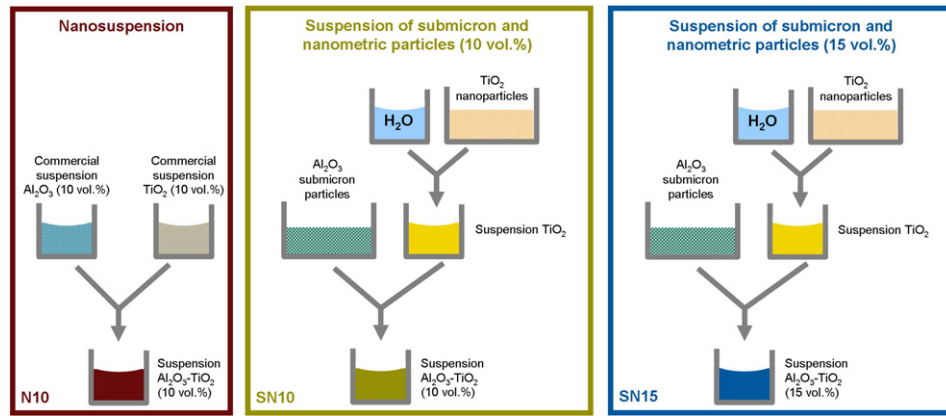 Nanosuspension
Commercial
suspension
Al₂O₃ (10 vol.%)
Commercial
suspension
TiO₂ (10 vol.%)
Suspension
Al₂O₃-TiO₂
(10 vol.%)
N10
Suspension of submicron and
nanometric particles (10 vol.%)
TiO₂
nanoparticles
H₂O
Al₂O₃
submicron
particles
Suspension TiO₂
Suspension
Al₂O₃-TiO₂
(10 vol.%)
SN10
Suspension of submicron and
nanometric particles (15 vol.%)
TiO₂
nanoparticles
H₂O
Al₂O₃
submicron
particles
Suspension TiO₂
Suspension
Al₂O₃-TiO₂
(15 vol.%)
SN15